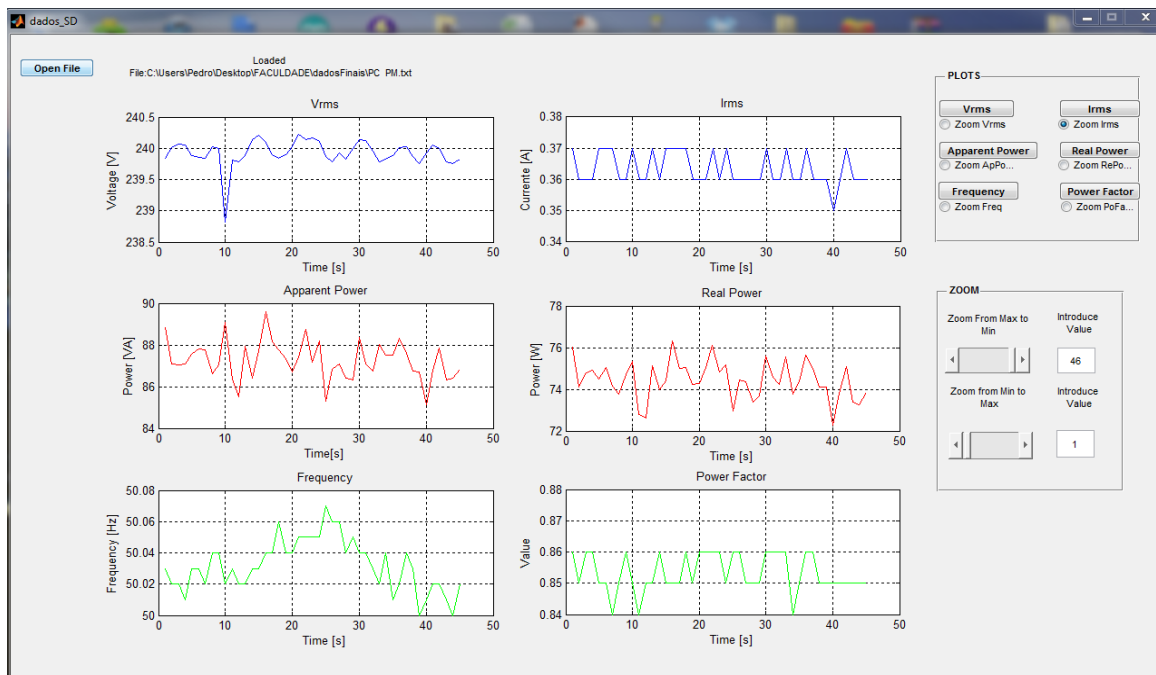 dados_SD
Open File
Loaded
File:C:\Users\Pedro\Desktop\FACULDADE\dadosFinais\PC PM.txt
Vrms
240.5
240
239.5
239
238.5
Voltage [V]
0 10 20 30 40 50
Time [s]
Irms
0.38
0.37
0.36
0.35
0.34
Currente [A]
0 10 20 30 40 50
Time [s]
Apparent Power
90
88
86
84
Power [VA]
0 10 20 30 40 50
Time[s]
Real Power
78
76
74
72
Power [W]
0 10 20 30 40 50
Time [s]
Frequency
50.08
50.06
50.04
50.02
50
Frequency [Hz]
0 10 20 30 40 50
Time [s]
Power Factor
0.88
0.87
0.86
0.85
0.84
Value
0 10 20 30 40 50
Time [s]
PLOTS
Vrms Irms
Zoom Vrms Zoom Irms
Apparent Power Real Power
Zoom ApPo... Zoom RePo...
Frequency Power Factor
Zoom Freq Zoom PoFa...
ZOOM
Zoom From Max to
Min
Introduce
Value
46
Zoom from Min to
Max
Introduce
Value
1